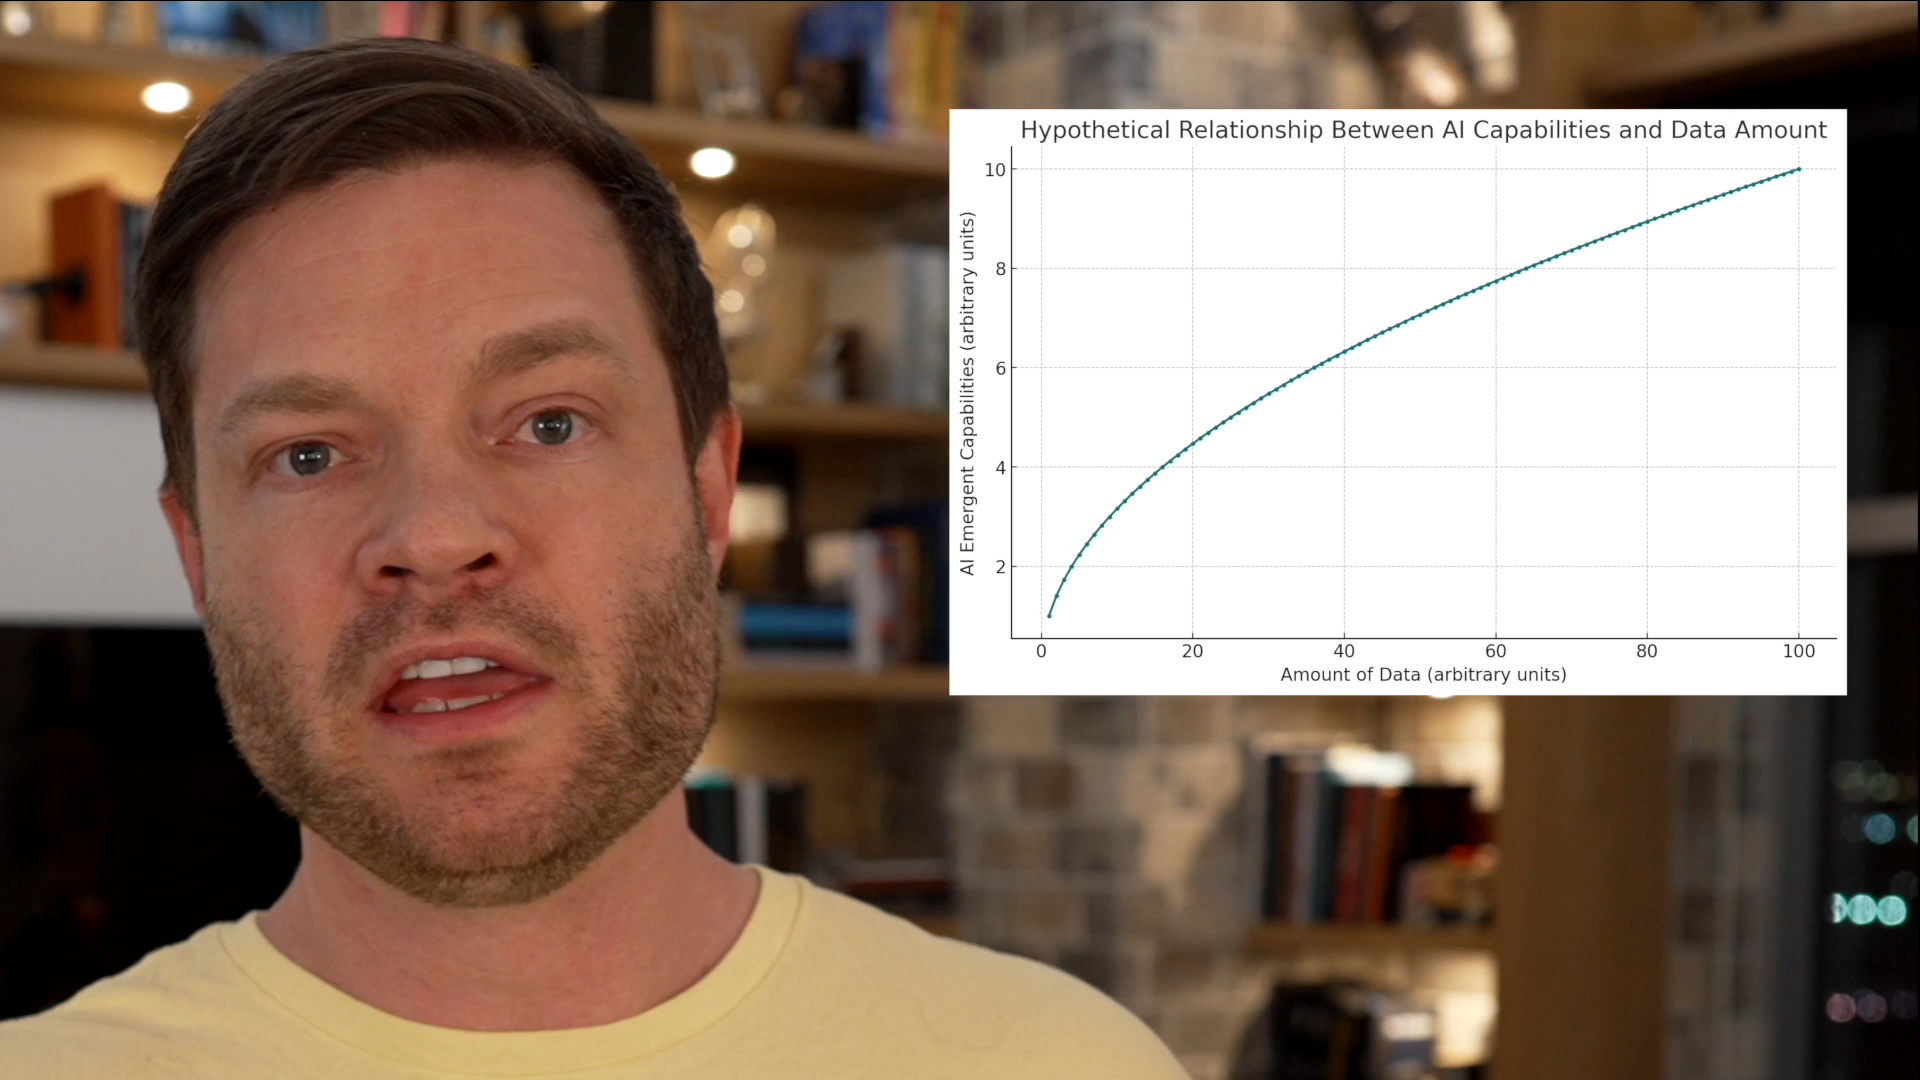 Hypothetical Relationship Between AI Capabilities and Data Amount
AI Emergent Capabilities (arbitrary units)
10
8
6
4
2
0 20 40 60 80 100
Amount of Data (arbitrary units)